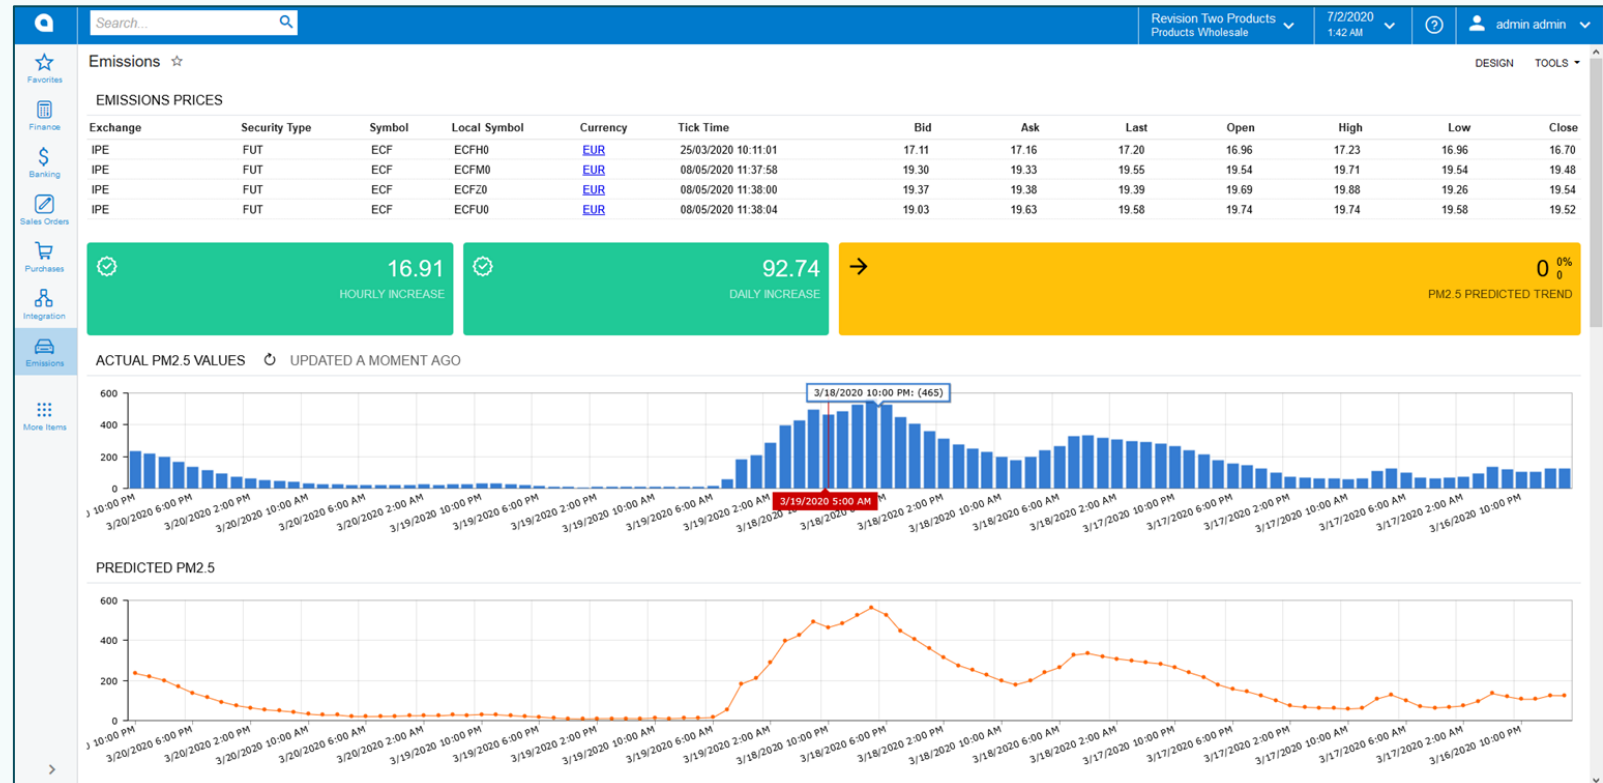 Search...
Revision Two Products
Products Wholesale
7/2/2020
1:42 AM
admin admin
Favorites
Finance
Banking
Sales Orders
Purchases
Integration
Emissions
More Items
Emissions
DESIGN TOOLS
EMISSIONS PRICES
Exchange Security Type Symbol Local Symbol Currency Tick Time Bid Ask Last Open High Low Close
IPE FUT ECF ECFH0 EUR 25/03/2020 10:11:01 17.11 17.16 17.20 16.96 17.23 16.96 16.70
IPE FUT ECF ECFM0 EUR 08/05/2020 11:37:58 19.30 19.33 19.55 19.54 19.71 19.54 19.48
IPE FUT ECF ECFZ0 EUR 08/05/2020 11:38:00 19.37 19.38 19.39 19.69 19.88 19.26 19.54
IPE FUT ECF ECFU0 EUR 08/05/2020 11:38:04 19.03 19.63 19.58 19.74 19.74 19.58 19.52
16.91
HOURLY INCREASE
92.74
DAILY INCREASE
0 0%
0
PM2.5 PREDICTED TREND
ACTUAL PM2.5 VALUES UPDATED A MOMENT AGO
3/18/2020 10:00 PM: (465)
600
400
200
0
3/19/2020 5:00 AM
10:00 PM 3/20/2020 6:00 PM 3/20/2020 2:00 PM 3/20/2020 10:00 AM 3/20/2020 6:00 AM 3/20/2020 2:00 AM 3/19/2020 10:00 PM 3/19/2020 6:00 PM 3/19/2020 2:00 PM 3/19/2020 10:00 AM 3/19/2020 6:00 AM 3/19/2020 2:00 AM 3/18/2020 3/18/2020 3/18/2020 2:00 PM 3/18/2020 10:00 AM 3/18/2020 6:00 AM 3/18/2020 2:00 AM 3/17/2020 10:00 PM 3/17/2020 6:00 PM 3/17/2020 2:00 PM 3/17/2020 10:00 AM 3/17/2020 6:00 AM 3/17/2020 2:00 AM 3/16/2020 10:00 PM
PREDICTED PM2.5
600
400
200
0
10:00 PM 3/20/2020 6:00 PM 3/20/2020 2:00 PM 3/20/2020 10:00 AM 3/20/2020 6:00 AM 3/20/2020 2:00 AM 3/19/2020 10:00 PM 3/19/2020 6:00 PM 3/19/2020 2:00 PM 3/19/2020 10:00 AM 3/19/2020 6:00 AM 3/19/2020 2:00 AM 3/18/2020 10:00 PM 3/18/2020 6:00 PM 3/18/2020 2:00 PM 3/18/2020 10:00 AM 3/18/2020 6:00 AM 3/18/2020 2:00 AM 3/17/2020 10:00 PM 3/17/2020 6:00 PM 3/17/2020 2:00 PM 3/17/2020 10:00 AM 3/17/2020 6:00 AM 3/17/2020 2:00 AM 3/16/2020 10:00 PM